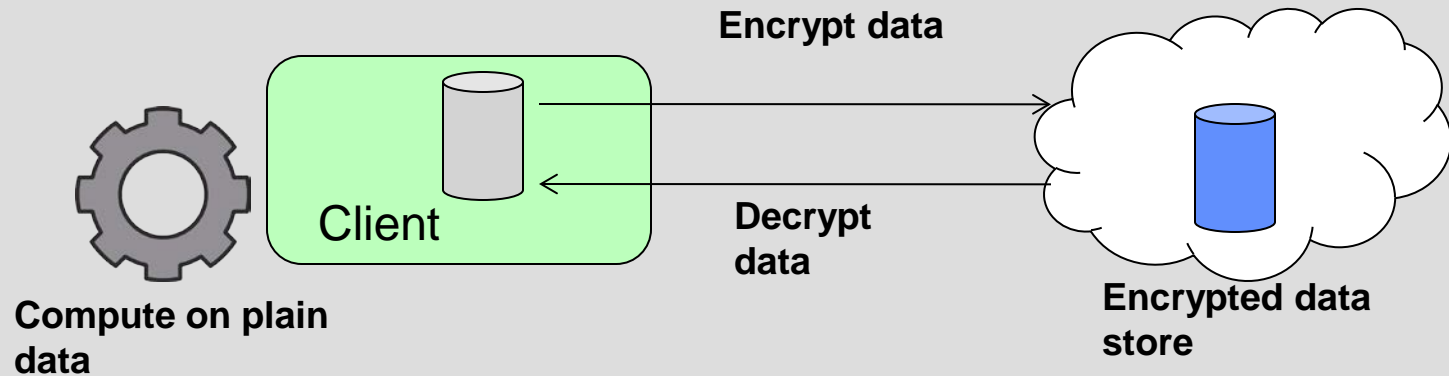 Encrypt data
Client
Decrypt
data
Compute on plain
data
Encrypted data
store